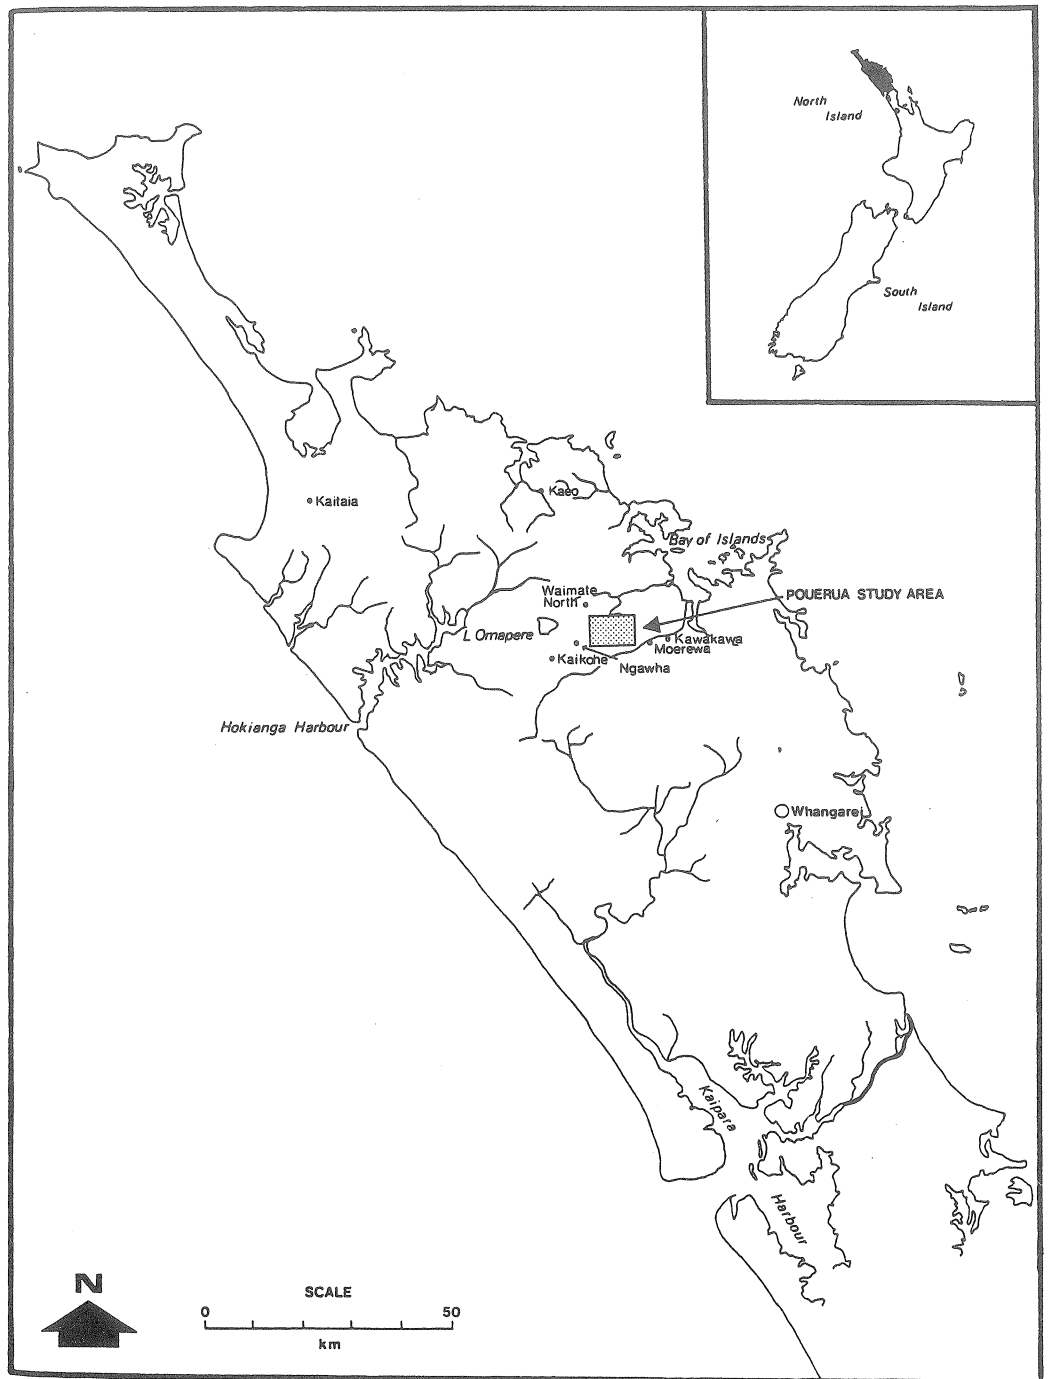 North
Island
South
Island
Kaitaia
Kaeo
Bay of Islands
Waimate
North
POUERUA STUDY AREA
L Omapere
Kawakawa
Moerewa
Kaikohe
Ngawha
Hokianga Harbour
Whangarei
Kaipara
Harbour
N
SCALE
0 50
km